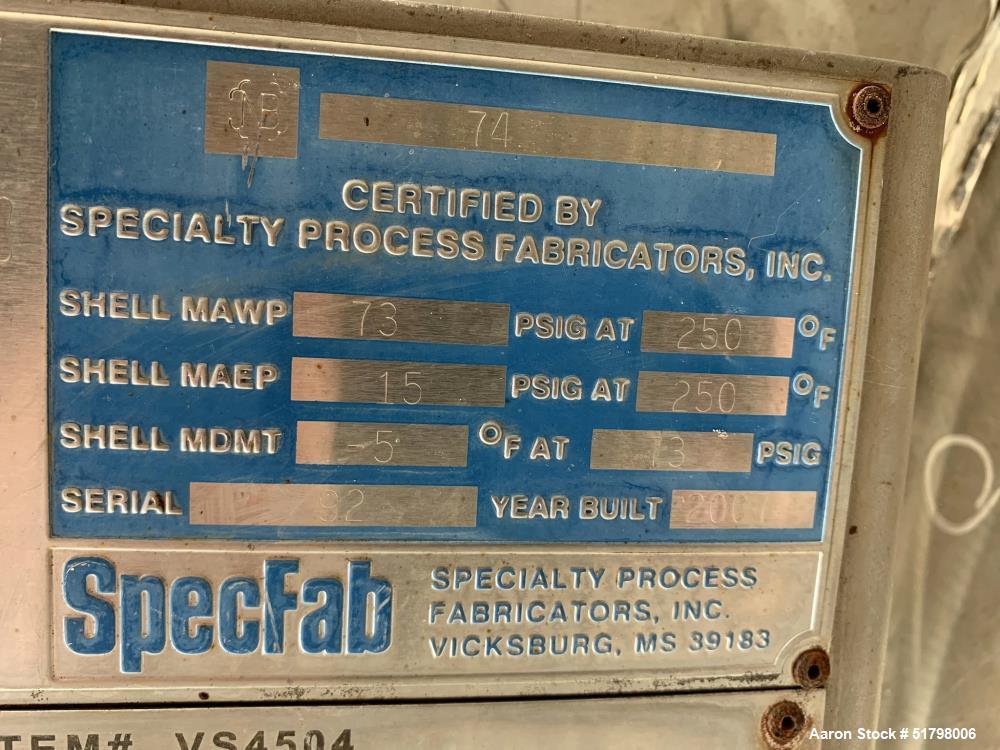 74
CERTIFIED BY
SPECIALTY PROCESS FABRICATORS, INC.
SHELL MAWP 73 PSIG AT 250 °F
SHELL MAEP 15 PSIG AT 250 °F
SHELL MDMT -5 °F AT 73 PSIG
SERIAL 32 YEAR BUILT
SpecFab
SPECIALTY PROCESS
FABRICATORS, INC.
VICKSBURG, MS 39183
TEM# VS4504
Aaron Stock # 51798006